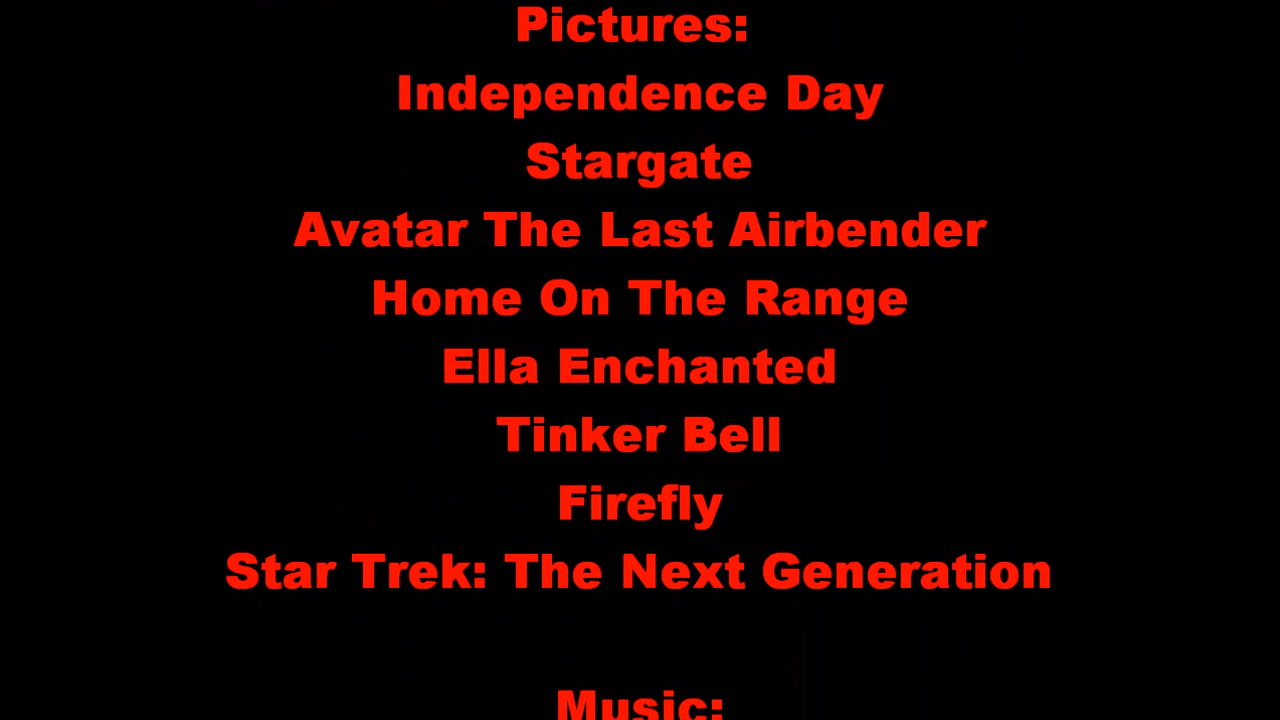 Pictures:
Independence Day
Stargate
Avatar The Last Airbender
Home On The Range
Ella Enchanted
Tinker Bell
Firefly
Star Trek: The Next Generation
Music: